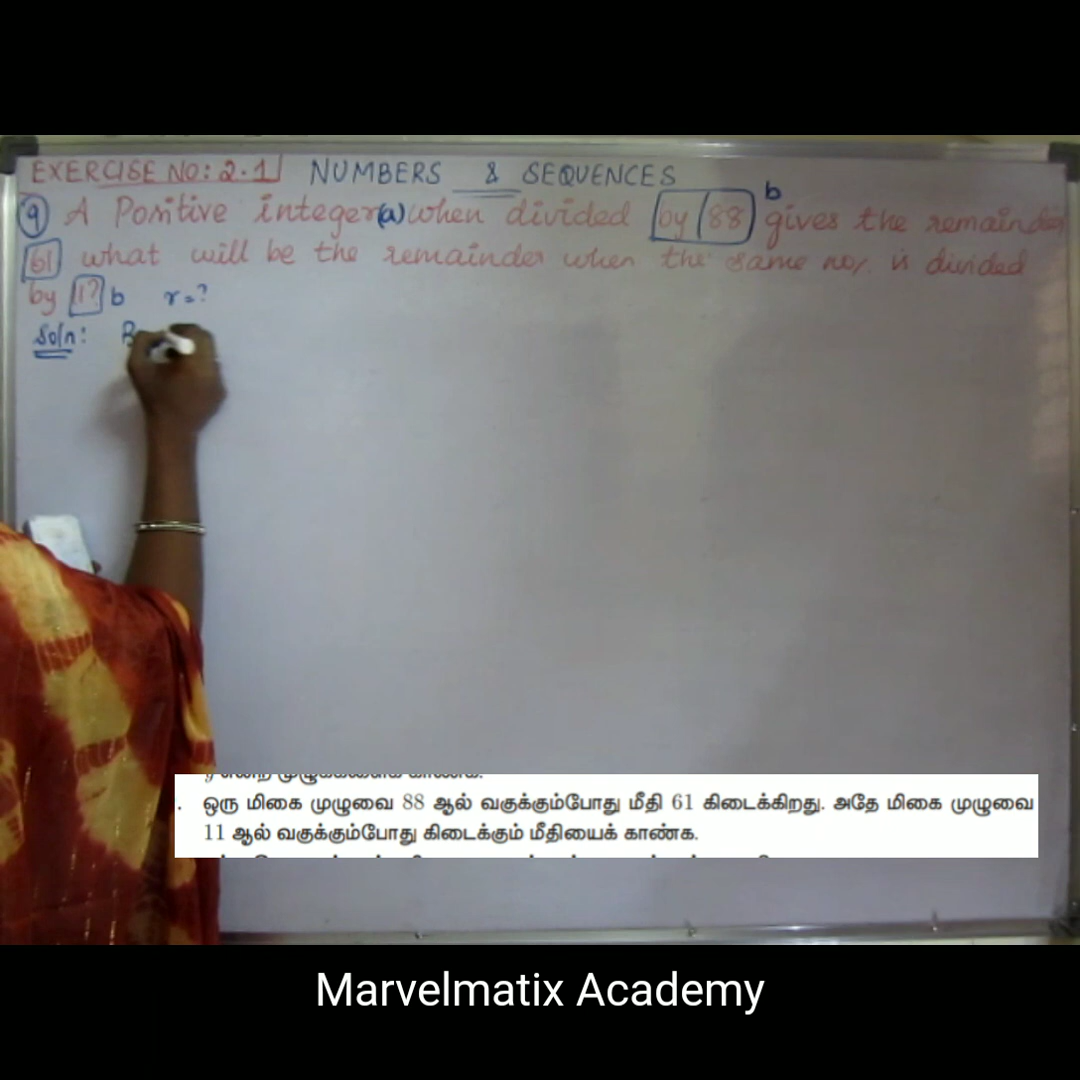 EXERCISE NO: 2.1 NUMBERS & SEQUENCES
9 A Positive integer(a) when divided by 88 b gives the remainder
61 what will be the remainder when the same no/. is divided
by 11? b r=?
Soln:
. ஒரு மிகை முழுவை 88 ஆல் வகுக்கும்போது மீதி 61 கிடைக்கிறது. அதே மிகை முழுவை
11 ஆல் வகுக்கும்போது கிடைக்கும் மீதியைக் காண்க.
Marvelmatix Academy